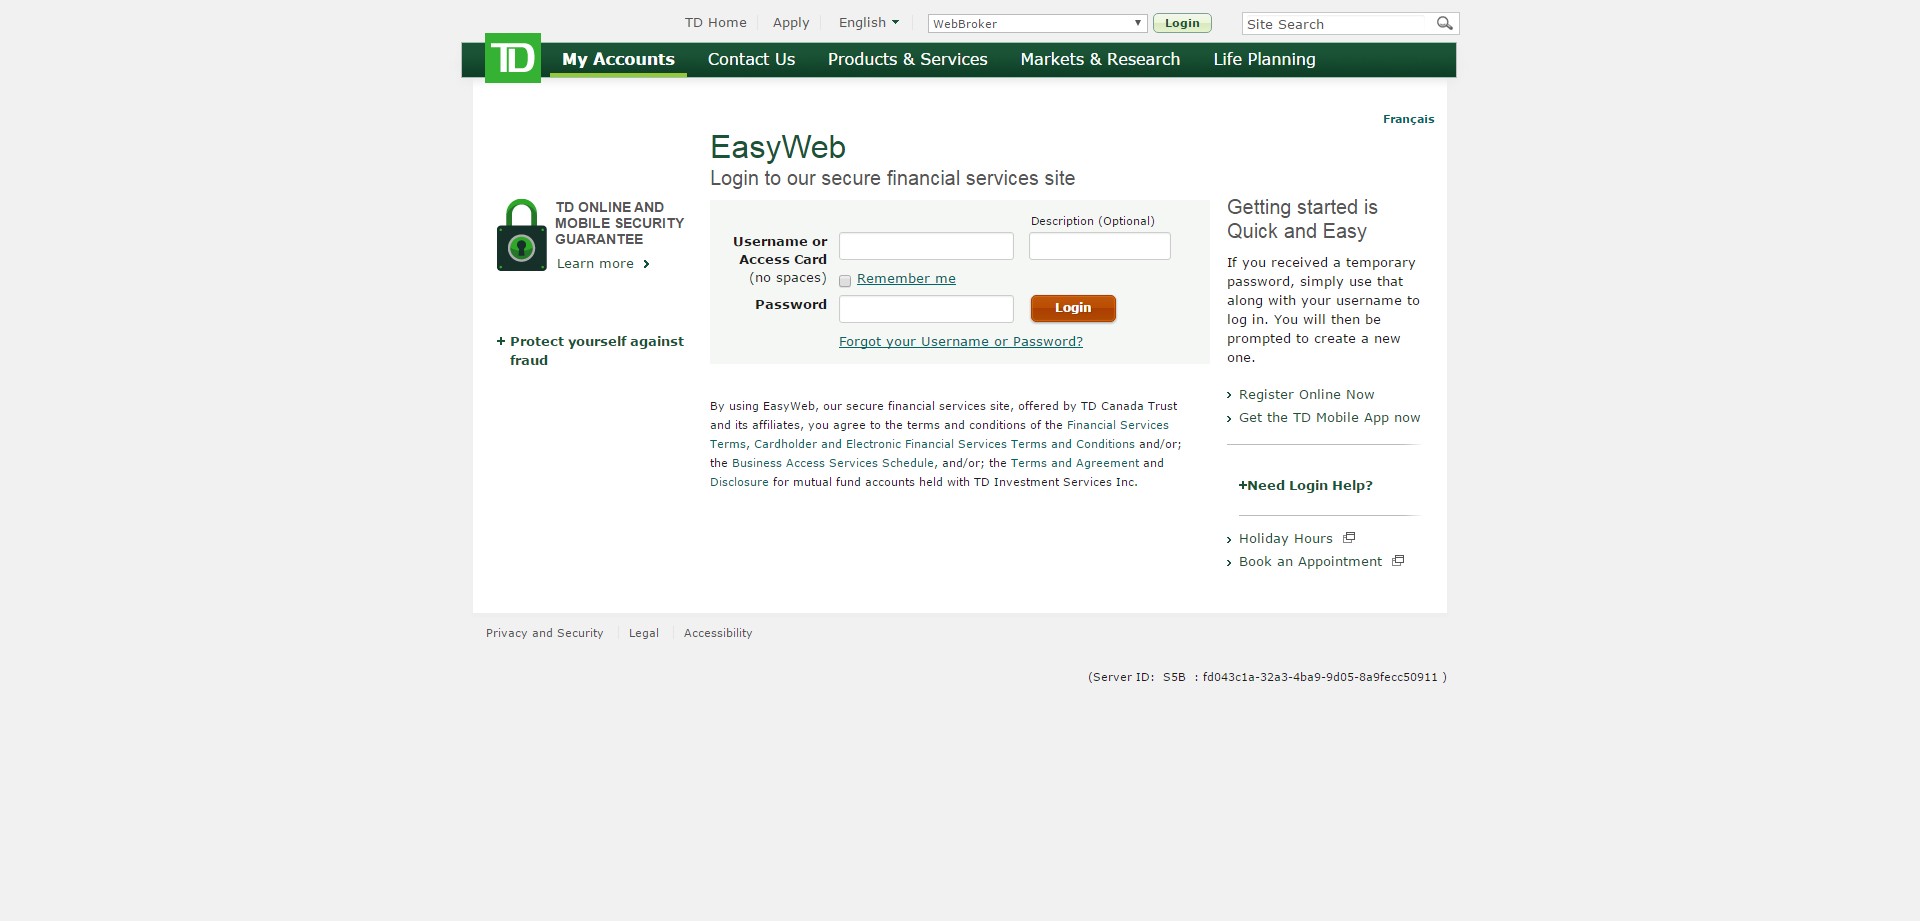 TD Home
Apply
English
WebBroker
Login
Site Search
TD
My Accounts
Contact Us
Products & Services
Markets & Research
Life Planning
Français
EasyWeb
Login to our secure financial services site
TD ONLINE AND
MOBILE SECURITY
GUARANTEE
Learn more
+ Protect yourself against
fraud
Description (Optional)
Username or
Access Card
(no spaces)
Remember me
Password
Login
Forgot your Username or Password?
By using EasyWeb, our secure financial services site, offered by TD Canada Trust
and its affiliates, you agree to the terms and conditions of the Financial Services
Terms, Cardholder and Electronic Financial Services Terms and Conditions and/or;
the Business Access Services Schedule, and/or; the Terms and Agreement and
Disclosure for mutual fund accounts held with TD Investment Services Inc.
Getting started is
Quick and Easy
If you received a temporary
password, simply use that
along with your username to
log in. You will then be
prompted to create a new
one.
Register Online Now
Get the TD Mobile App now
+Need Login Help?
Holiday Hours
Book an Appointment
Privacy and Security
Legal
Accessibility
(Server ID: S5B : fd043c1a-32a3-4ba9-9d05-8a9fecc50911 )